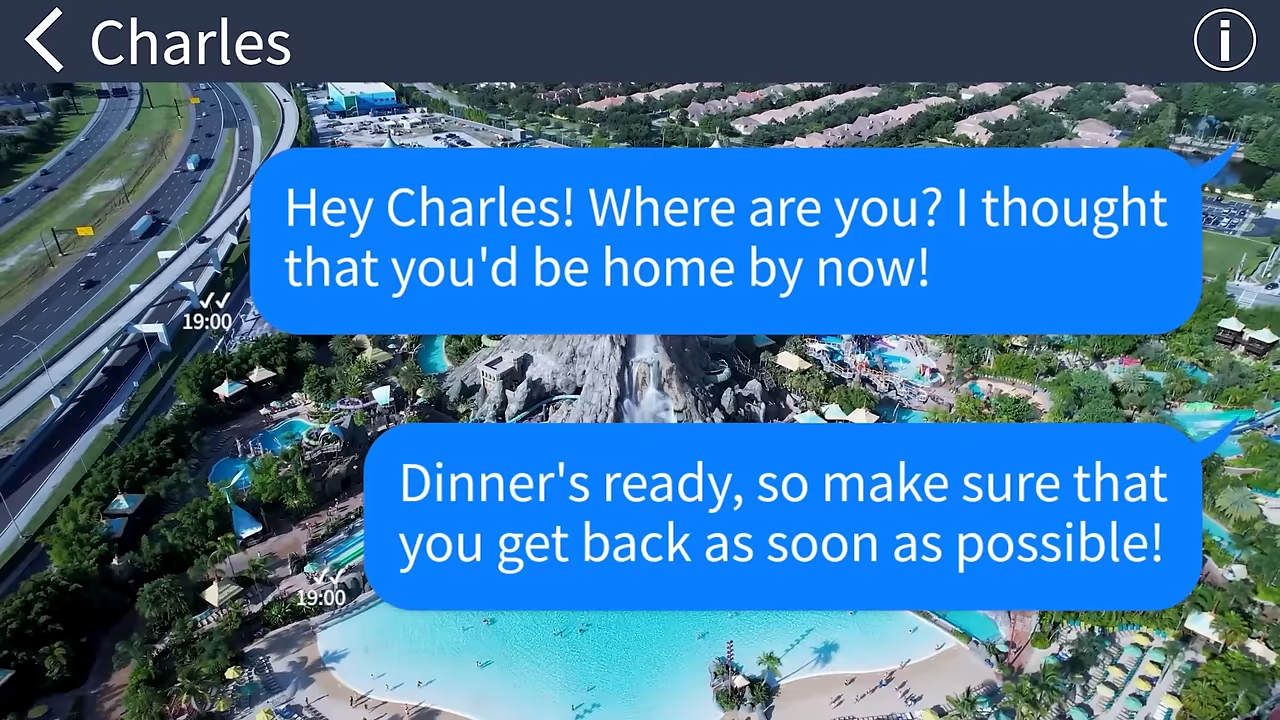 Charles
Hey Charles! Where are you? I thought
that you'd be home by now!
19:00
Dinner's ready, so make sure that
you get back as soon as possible!
19:00